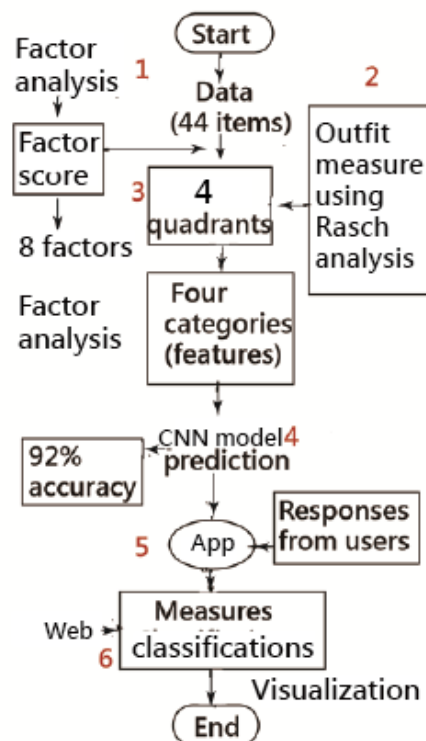 Start
Factor
analysis
1
Data
(44 items)
2
Factor
score
Outfit
measure
using
Rasch
analysis
3
4
quadrants
8 factors
Factor
analysis
Four
categories
(features)
CNN model
4
prediction
92%
accuracy
5
App
Responses
from users
Web
6
Measures
classifications
Visualization
End